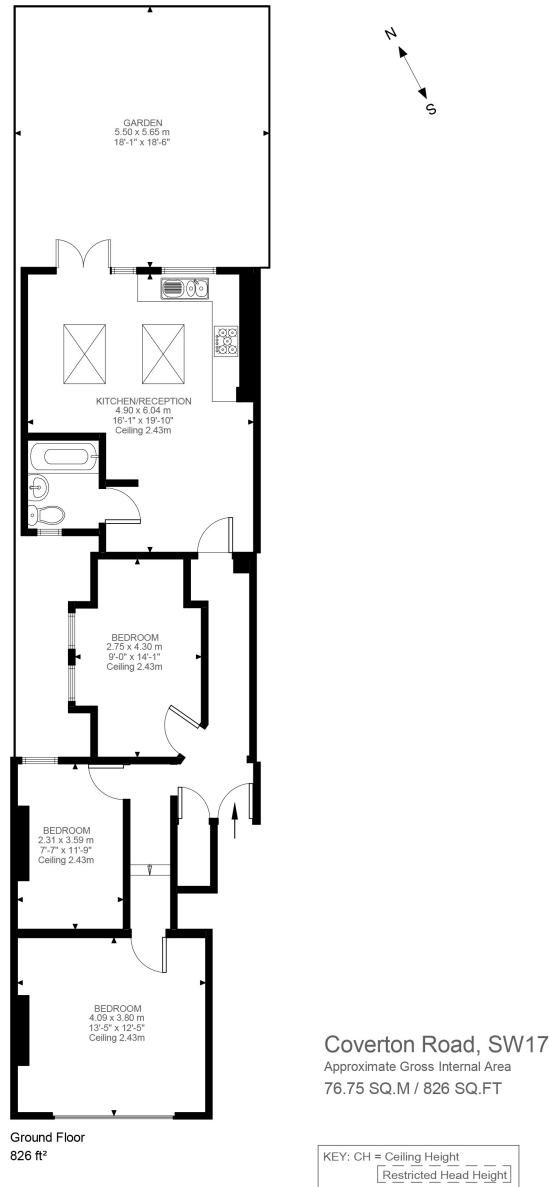 N
S
GARDEN
5.50 x 5.65 m
18'-1" x 18'-6"
KITCHEN/RECEPTION
4.90 x 6.04 m
16'-1" x 19'-10"
Ceiling 2.43m
BEDROOM
2.75 x 4.30 m
9'-0" x 14'-1"
Ceiling 2.43m
BEDROOM
2.31 x 3.59 m
7'-7" x 11'-9"
Ceiling 2.43m
BEDROOM
4.09 x 3.80 m
13'-5" x 12'-5"
Ceiling 2.43m
Coverton Road, SW17
Approximate Gross Internal Area
76.75 SQ.M / 826 SQ.FT
Ground Floor
826 ft²
KEY: CH = Ceiling Height
Restricted Head Height